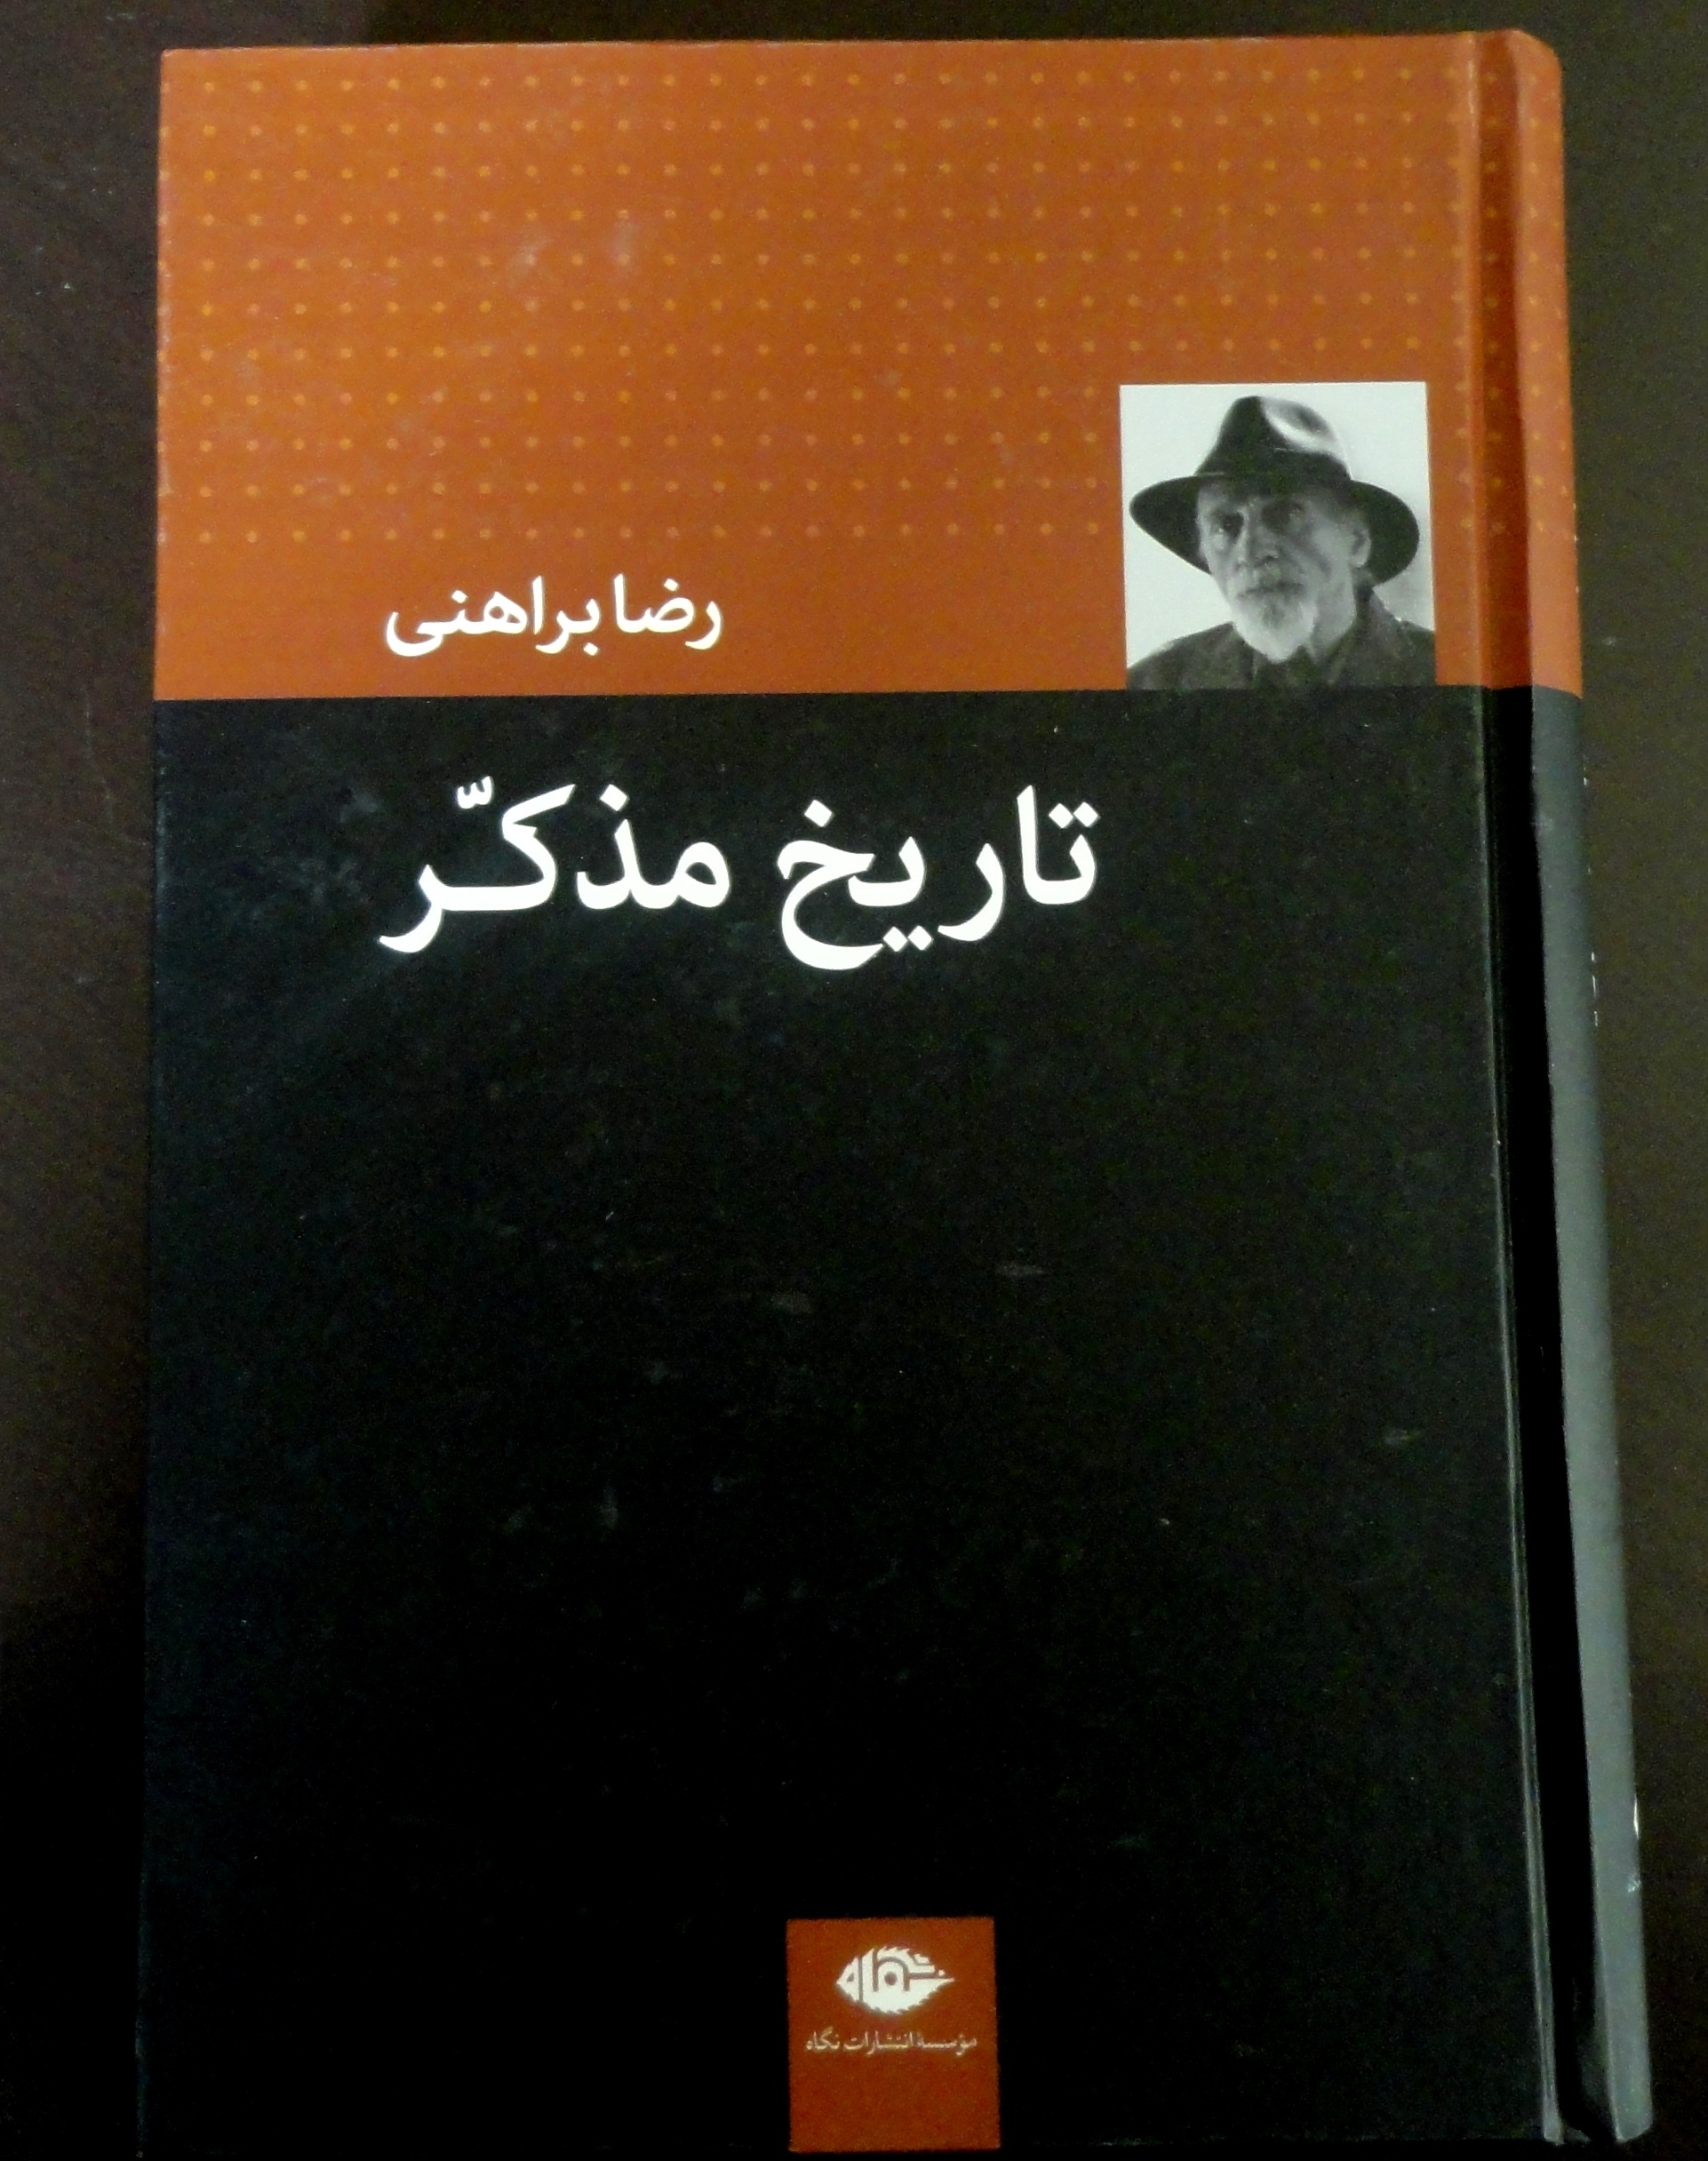 رضا براهنی
تاریخ مذکّر
نگاه
مؤسسهٔ انتشارات نگاه